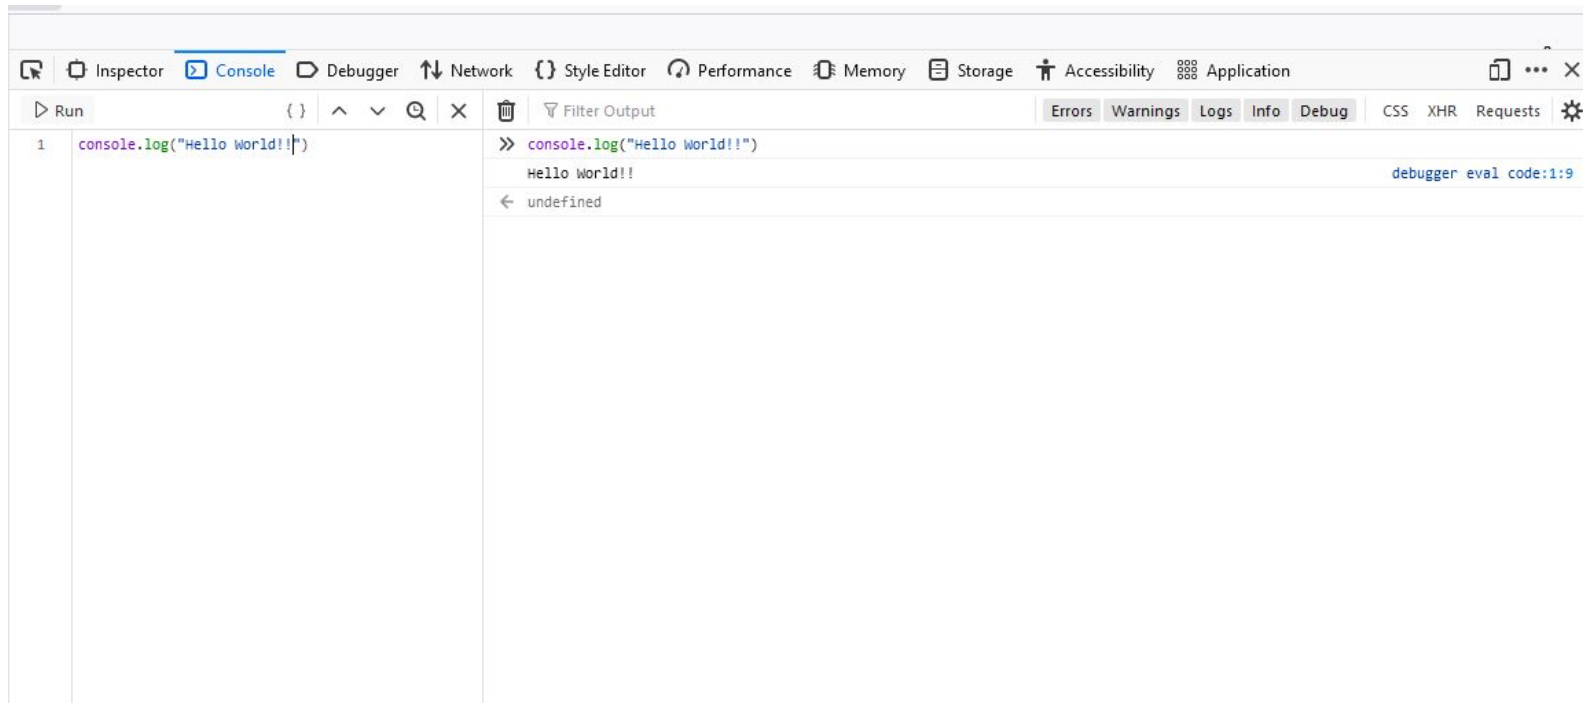 Inspector Console Debugger Network {} Style Editor Performance Memory Storage Accessibility Application
Run { } Filter Output Errors Warnings Logs Info Debug CSS XHR Requests
1 console.log("Hello World!!")
» console.log("Hello World!!")
Hello World!! debugger eval code:1:9
← undefined